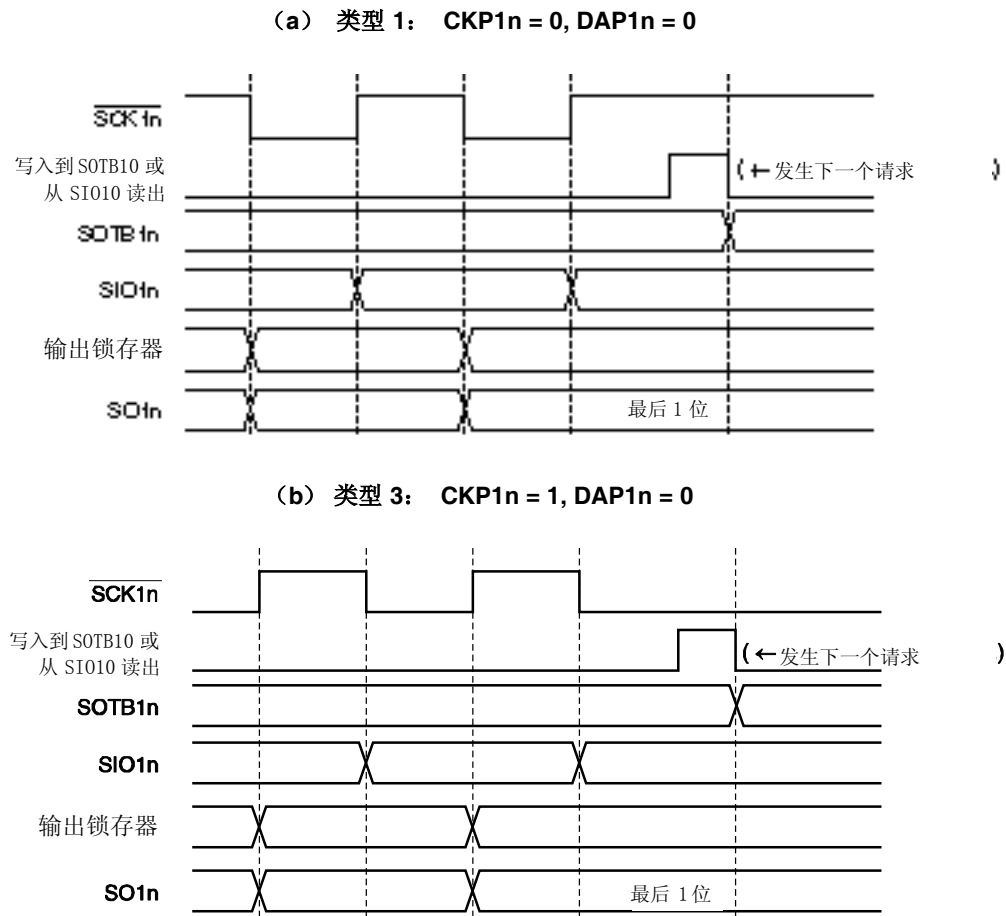 （a） 类型 1： CKP1n = 0, DAP1n = 0
SCK1n
写入到 SOTB10 或
从 SIO10 读出
(← 发生下一个请求 )
SOTB1n
SIO1n
输出锁存器
SO1n
最后 1 位
（b） 类型 3： CKP1n = 1, DAP1n = 0
SCK1n
写入到 SOTB10 或
从 SIO10 读出
(← 发生下一个请求 )
SOTB1n
SIO1n
输出锁存器
SO1n
最后 1 位